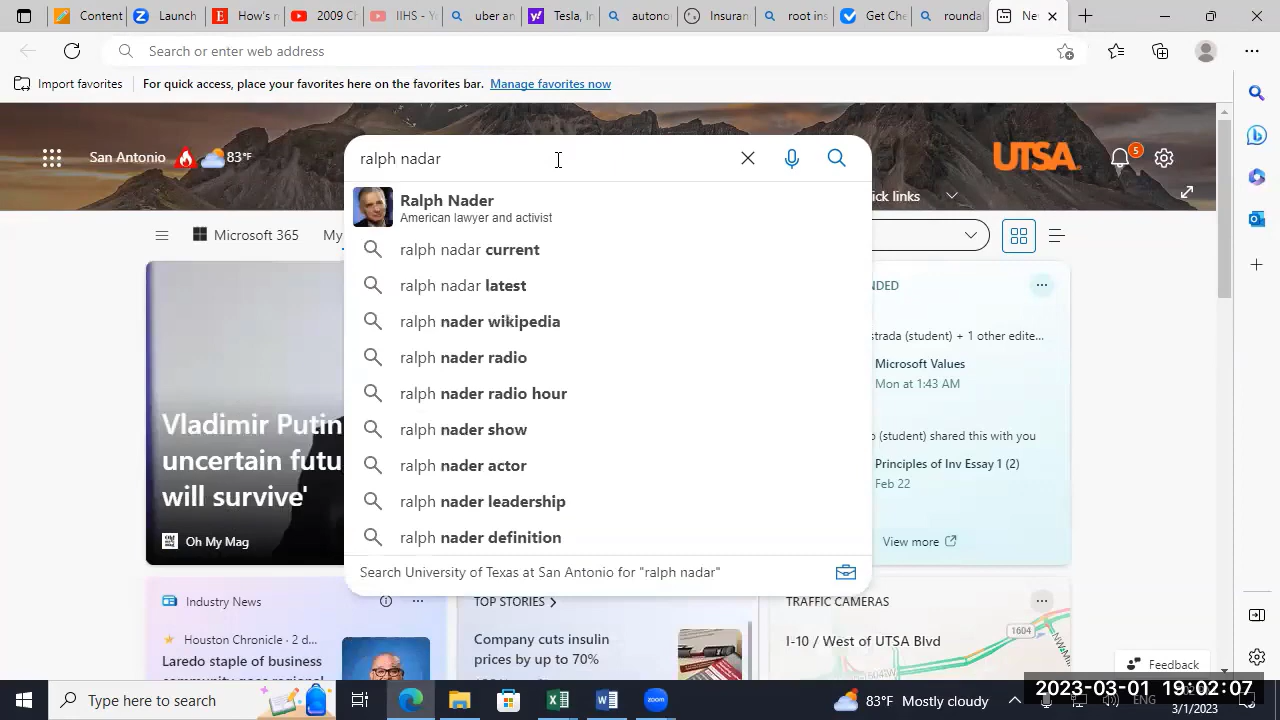 Content
Launch
How's r
2009 Cl
IIHS - Yo
uber an
Tesla, In
autono
Insuran
root ins
Get Che
roundal
Ne
Search or enter web address
Import favorites
For quick access, place your favorites here on the favorites bar. Manage favorites now
San Antonio 83°F
UTSA
5
ralph nadar
ick links
Ralph Nader
American lawyer and activist
Microsoft 365
My
ralph nadar current
ralph nadar latest
ralph nader wikipedia
ralph nader radio
ralph nader radio hour
ralph nader show
ralph nader actor
ralph nader leadership
ralph nader definition
Search University of Texas at San Antonio for "ralph nadar"
Vladimir Putin
uncertain futu
will survive'
Oh My Mag
NDED
strada (student) + 1 other edite...
Microsoft Values
Mon at 1:43 AM
(student) shared this with you
Principles of Inv Essay 1 (2)
Feb 22
View more
Industry News
Houston Chronicle · 2 d...
Laredo staple of business
TOP STORIES
Company cuts insulin
prices by up to 70%
TRAFFIC CAMERAS
I-10 / West of UTSA Blvd
1604
Feedback
Type here to search
83°F Mostly cloudy
ENG
2023-03-01 19:02:07
3/1/2023